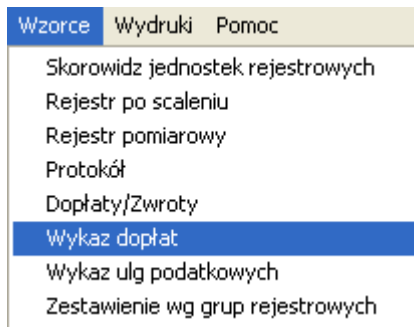 Wzorce Wydruki Pomoc
Skorowidz jednostek rejestrowych
Rejestr po scaleniu
Rejestr pomiarowy
Protokół
Dopłaty/Zwroty
Wykaz dopłat
Wykaz ulg podatkowych
Zestawienie wg grup rejestrowych